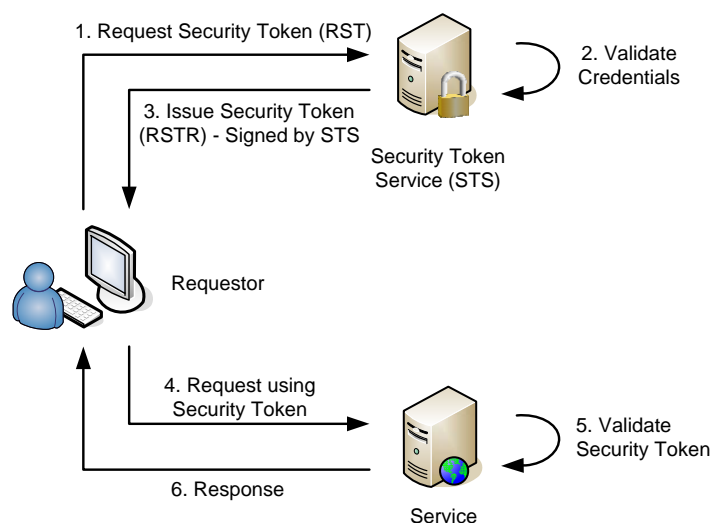 1. Request Security Token (RST)
2. Validate
Credentials
3. Issue Security Token
(RSTR) - Signed by STS
Security Token
Service (STS)
Requestor
4. Request using
Security Token
5. Validate
Security Token
6. Response
Service